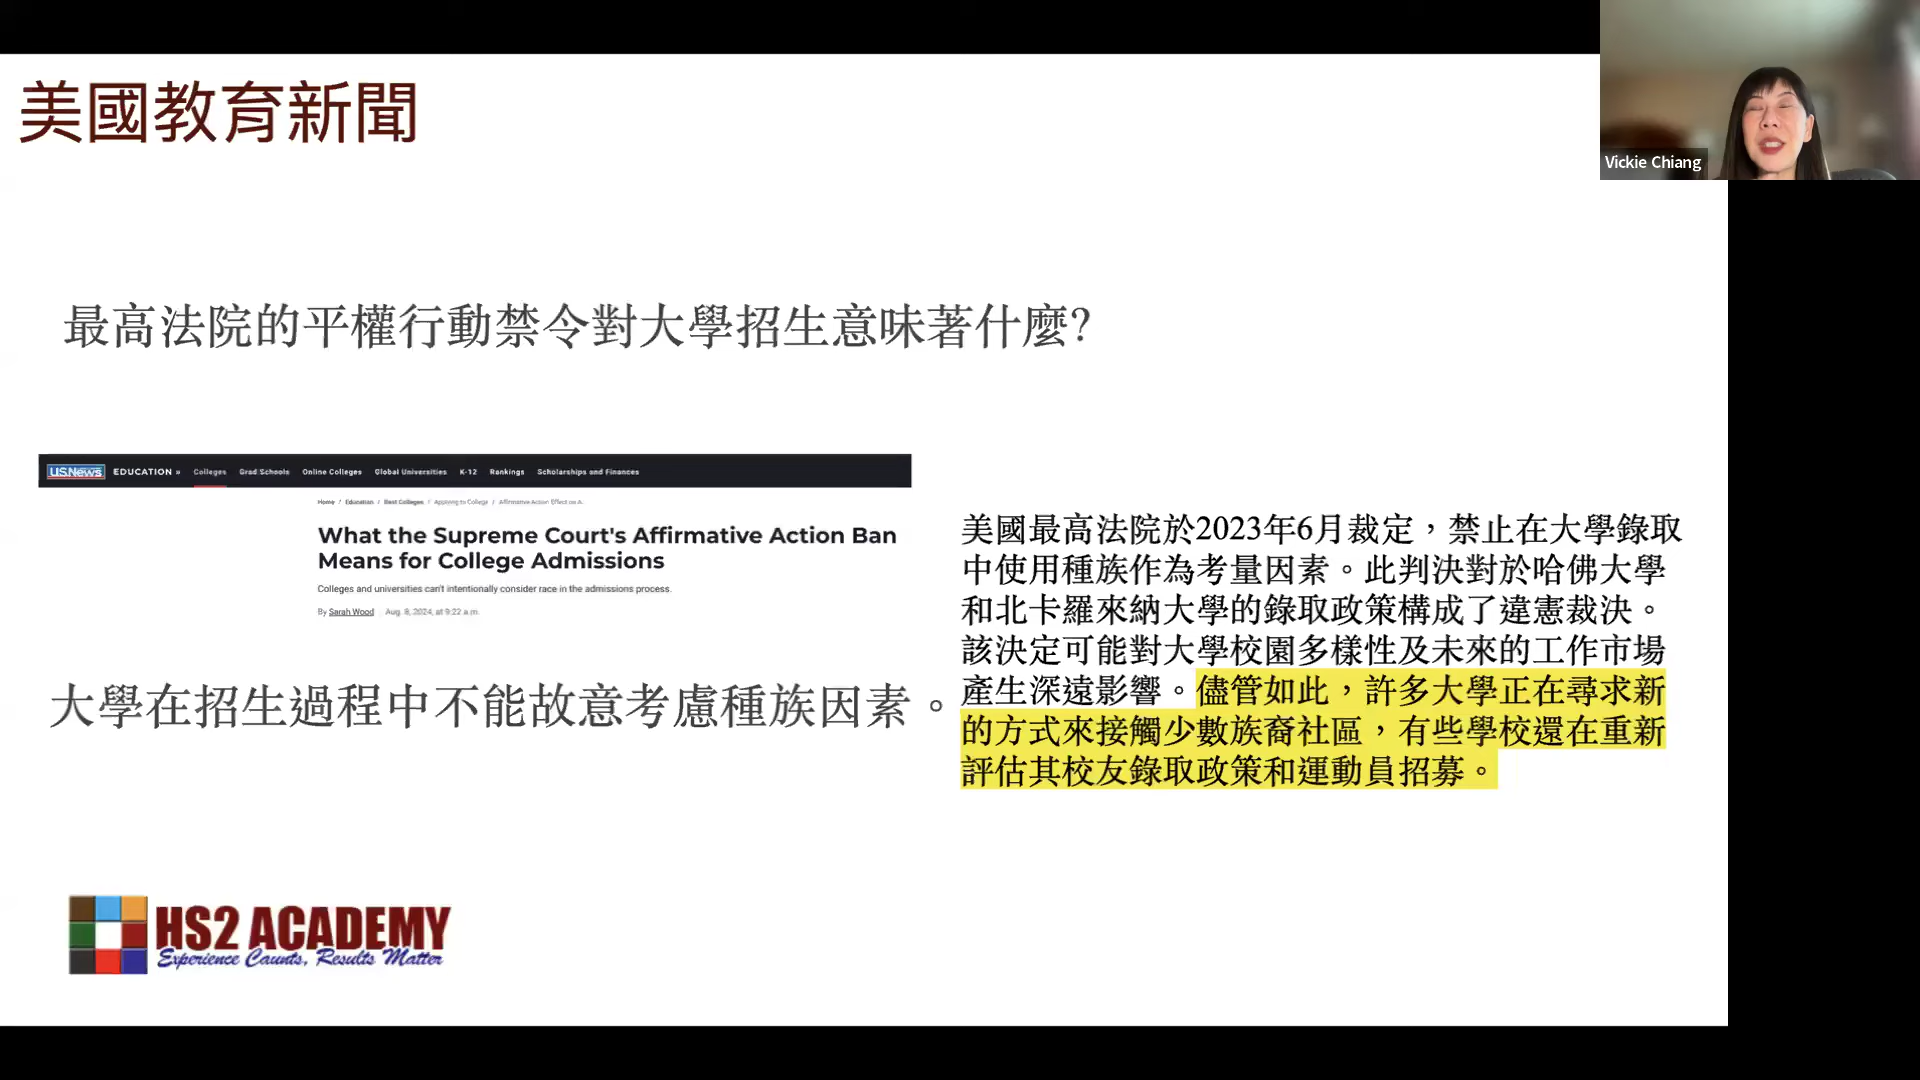 美國教育新聞
Vickie Chiang
最高法院的平權行動禁令對大學招生意味著什麼?
U.S.News EDUCATION » Colleges Grad Schools Online Colleges Global Universities K-12 Rankings Scholarships and Finances
Home / Education / Best Colleges / Applying to College / Affirmative Action Effect on A..
What the Supreme Court's Affirmative Action Ban
Means for College Admissions
Colleges and universities can't intentionally consider race in the admissions process.
By Sarah Wood Aug. 8, 2024, at 9:22 a.m.
大學在招生過程中不能故意考慮種族因素。
美國最高法院於2023年6月裁定，禁止在大學錄取
中使用種族作為考量因素。此判決對於哈佛大學
和北卡羅來納大學的錄取政策構成了違憲裁決。
該決定可能對大學校園多樣性及未來的工作市場
產生深遠影響。儘管如此，許多大學正在尋求新
的方式來接觸少數族裔社區，有些學校還在重新
評估其校友錄取政策和運動員招募。
HS2 ACADEMY
Experience Counts, Results Matter